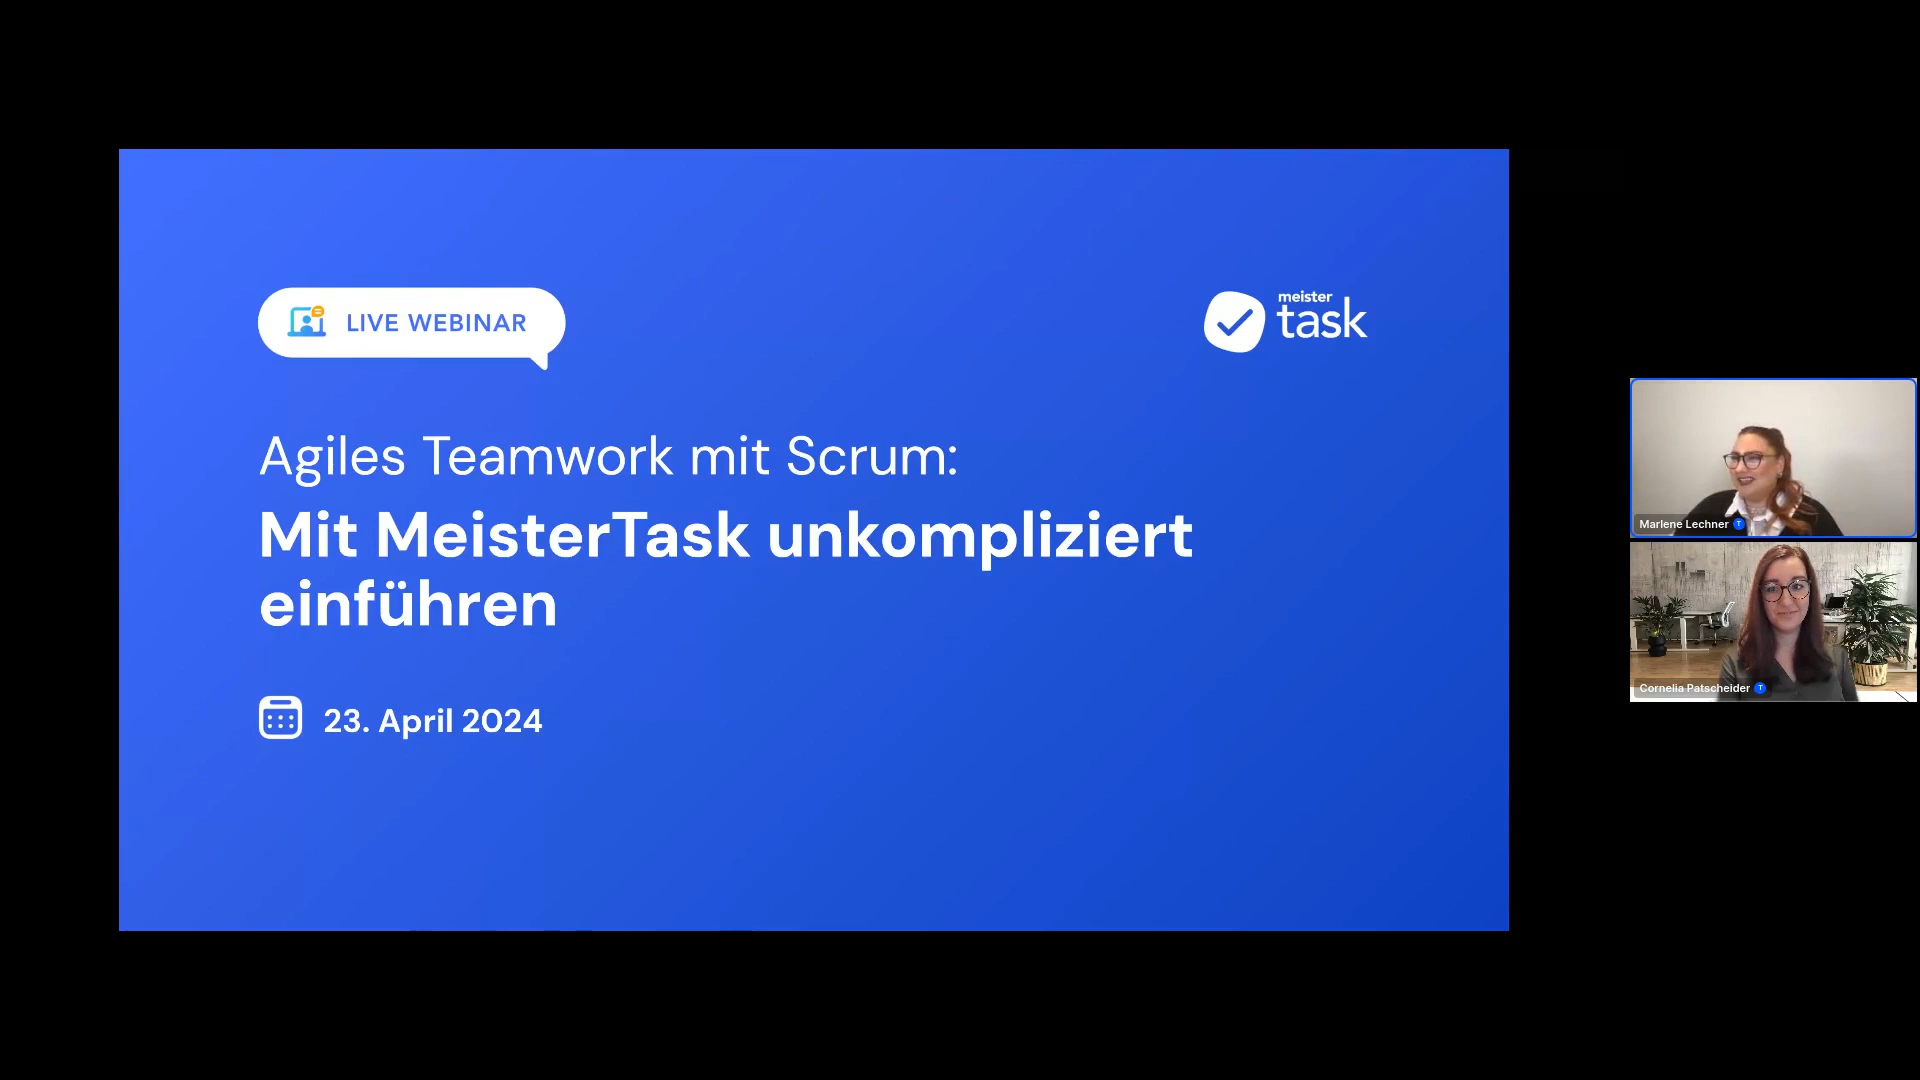 LIVE WEBINAR
meister
task
Agiles Teamwork mit Scrum:
Mit MeisterTask unkompliziert
einführen
23. April 2024
Marlene Lechner T
Cornelia Patscheider T